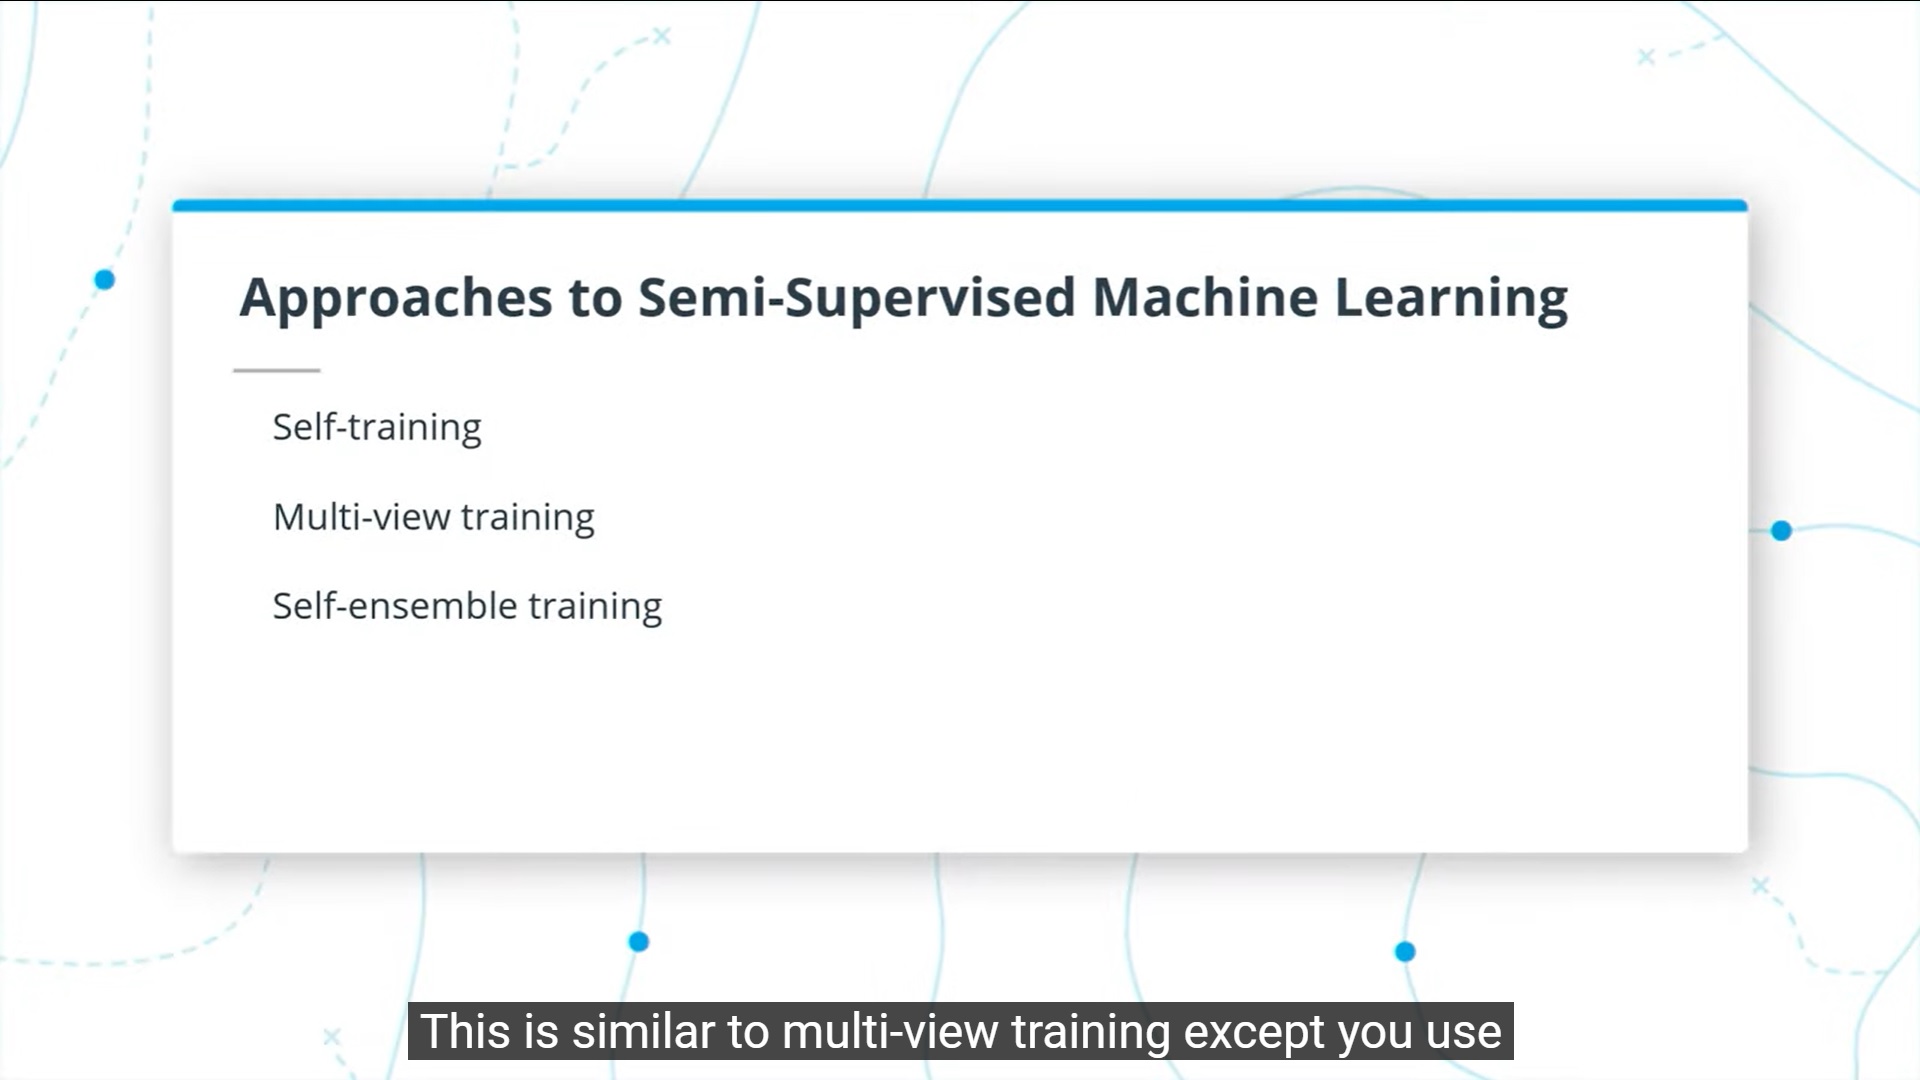 Approaches to Semi-Supervised Machine Learning
Self-training
Multi-view training
Self-ensemble training
This is similar to multi-view training except you use